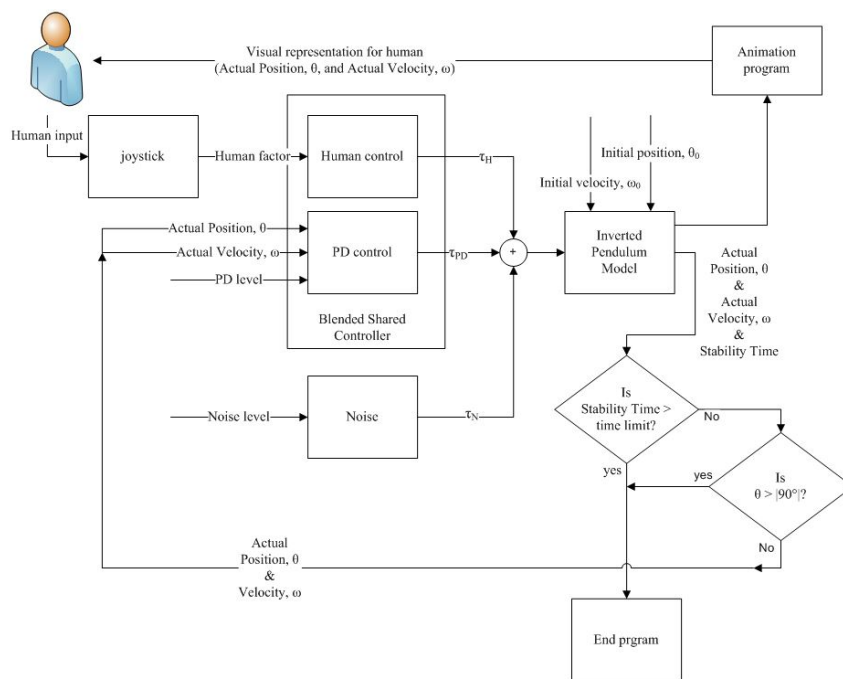 Visual representation for human
(Actual Position, θ, and Actual Velocity, ω)
Animation
program
Human input
joystick
Human factor
Human control
τH
Initial position, θ0
Initial velocity, ω0
Actual Position, θ
Actual Velocity, ω
PD level
PD control
τPD
+
Inverted
Pendulum
Model
Blended Shared
Controller
Actual
Position, θ
&
Actual
Velocity, ω
&
Stability Time
Noise level
Noise
τN
Is
Stability Time >
time limit?
No
yes
Is
θ > |90°|?
yes
No
Actual
Position, θ
&
Velocity, ω
End prgram